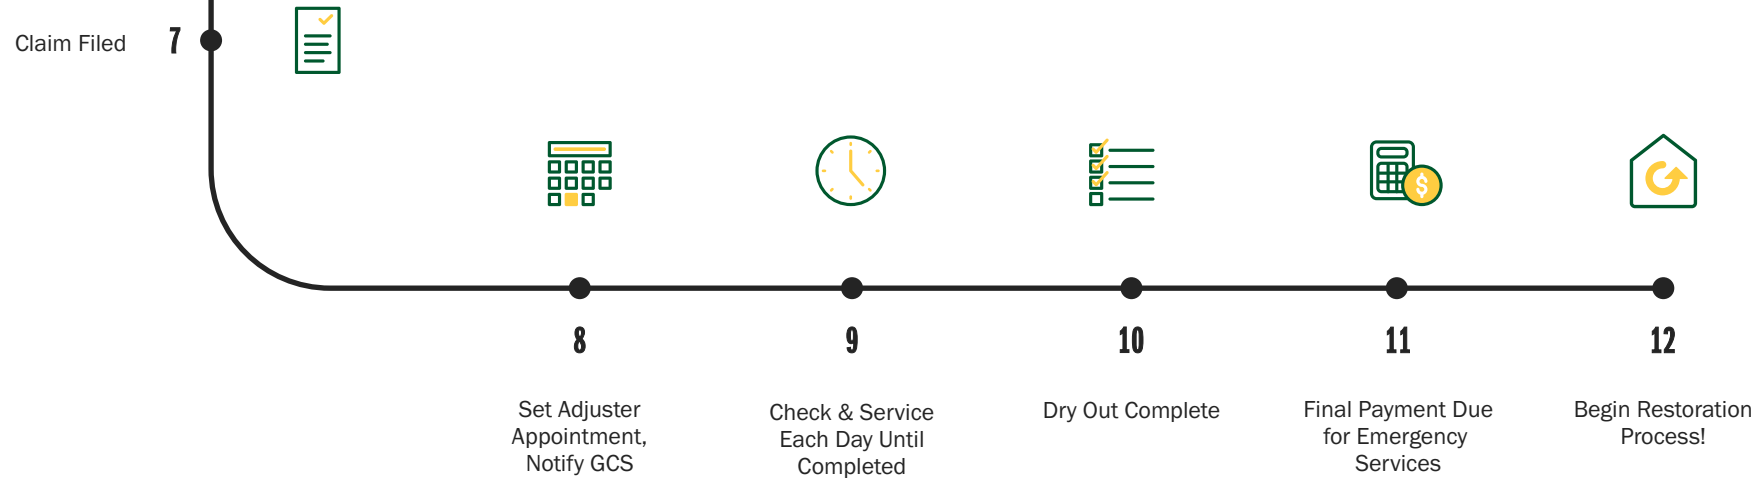 Claim Filed
7
8
Set Adjuster
Appointment,
Notify GCS
9
Check & Service
Each Day Until
Completed
10
Dry Out Complete
11
$
Final Payment Due
for Emergency
Services
12
Begin Restoration
Process!